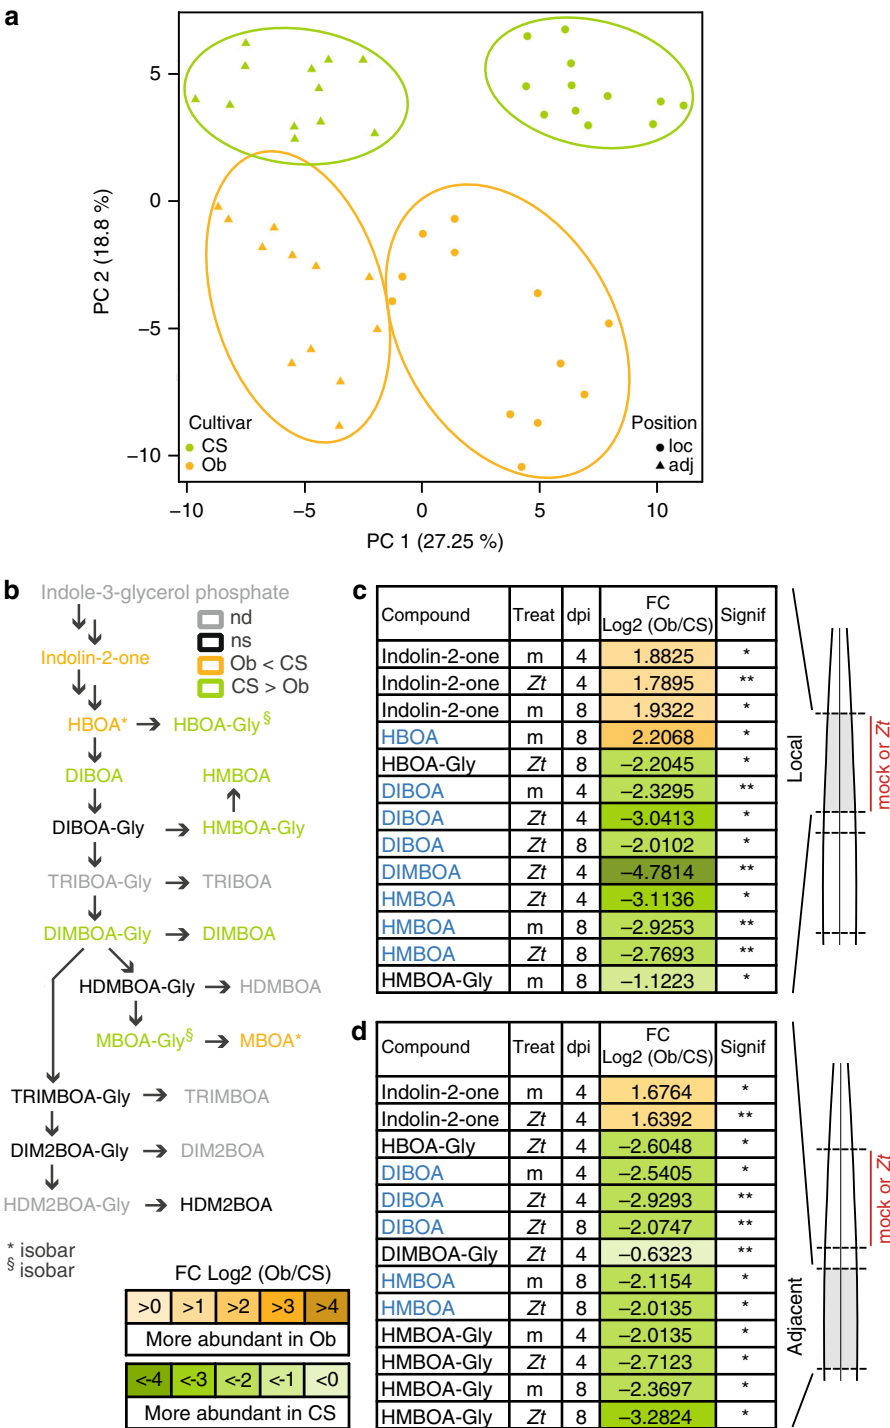 a
5
0
−5
−10
PC 2 (18.8 %)
Cultivar
CS
Ob
Position
loc
adj
−10
−5
0
5
10
PC 1 (27.25 %)
b
Indole-3-glycerol phosphate
nd
ns
Ob < CS
CS > Ob
Indolin-2-one
HBOA* HBOA-Gly§
DIBOA HMBOA
DIBOA-Gly HMBOA-Gly
TRIBOA-Gly TRIBOA
DIMBOA-Gly DIMBOA
HDMBOA-Gly HDMBOA
MBOA-Gly§ MBOA*
TRIMBOA-Gly TRIMBOA
DIM2BOA-Gly DIM2BOA
HDM2BOA-Gly HDM2BOA
* isobar
§ isobar
FC Log2 (Ob/CS)
>0 >1 >2 >3 >4
More abundant in Ob
<-4 <-3 <-2 <-1 <0
More abundant in CS
c
Compound Treat dpi FC Log2 (Ob/CS) Signif
Indolin-2-one m 4 1.8825 *
Indolin-2-one Zt 4 1.7895 **
Indolin-2-one m 8 1.9322 *
HBOA m 8 2.2068 *
HBOA-Gly Zt 8 −2.2045 *
DIBOA m 4 −2.3295 **
DIBOA Zt 4 −3.0413 *
DIBOA Zt 8 −2.0102 *
DIMBOA Zt 4 −4.7814 **
HMBOA Zt 4 −3.1136 *
HMBOA m 8 −2.9253 **
HMBOA Zt 8 −2.7693 **
HMBOA-Gly m 8 −1.1223 *
Local
mock or Zt
d
Compound Treat dpi FC Log2 (Ob/CS) Signif
Indolin-2-one m 4 1.6764 *
Indolin-2-one Zt 4 1.6392 **
HBOA-Gly Zt 4 −2.6048 *
DIBOA m 4 −2.5405 *
DIBOA Zt 4 −2.9293 **
DIBOA Zt 8 −2.0747 **
DIMBOA-Gly Zt 4 −0.6323 **
HMBOA m 8 −2.1154 *
HMBOA Zt 8 −2.0135 *
HMBOA-Gly m 4 −2.0135 *
HMBOA-Gly Zt 4 −2.7123 *
HMBOA-Gly m 8 −2.3697 *
HMBOA-Gly Zt 8 −3.2824 *
Adjacent
mock or Zt